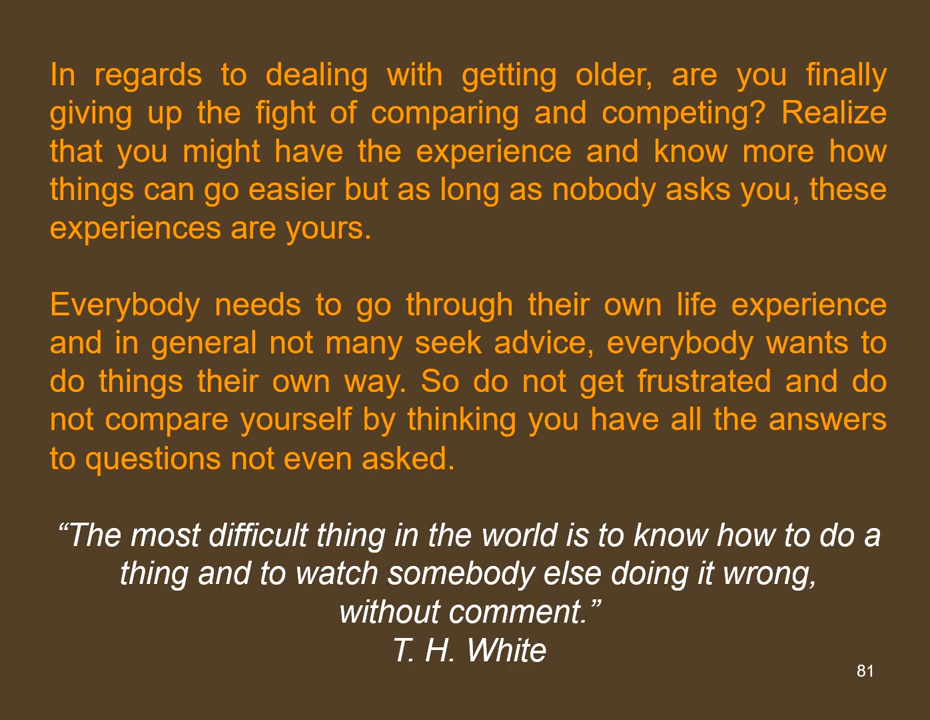 In regards to dealing with getting older, are you finally
giving up the fight of comparing and competing? Realize
that you might have the experience and know more how
things can go easier but as long as nobody asks you, these
experiences are yours.
Everybody needs to go through their own life experience
and in general not many seek advice, everybody wants to
do things their own way. So do not get frustrated and do
not compare yourself by thinking you have all the answers
to questions not even asked.
“The most difficult thing in the world is to know how to do a
thing and to watch somebody else doing it wrong,
without comment.”
T. H. White
81